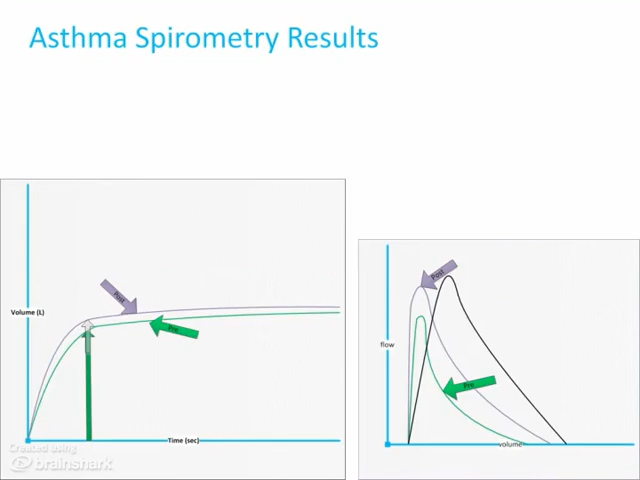 Asthma Spirometry Results
Post
Volume (L)
Pre
Time (sec)
Post
flow
Pre
volume
Created using
brainshark